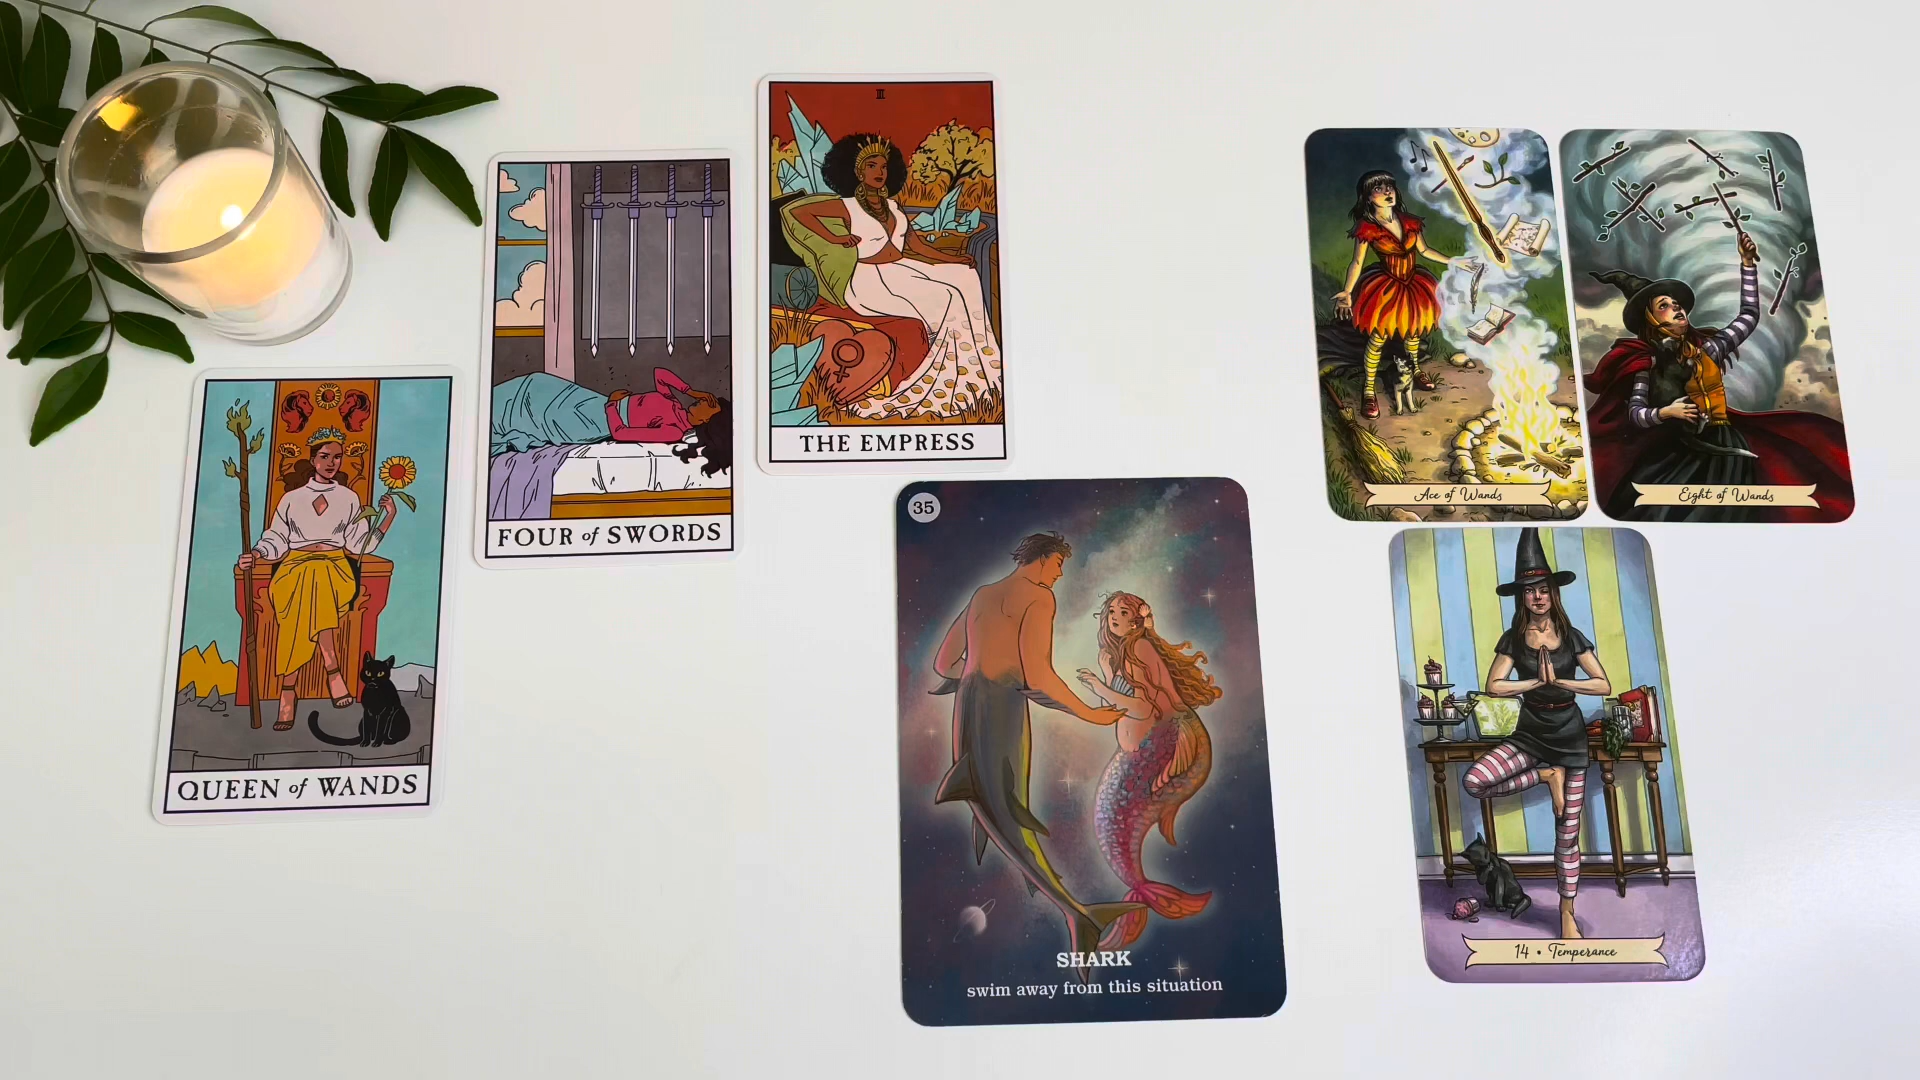 III
THE EMPRESS
FOUR of SWORDS
QUEEN of WANDS
35
SHARK
swim away from this situation
Ace of Wands
Eight of Wands
14 • Temperance